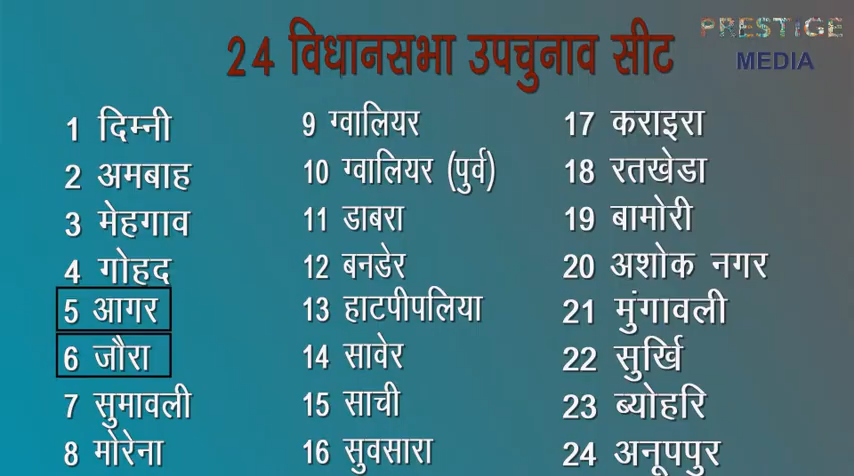 24 विधानसभा उपचुनाव सीट
PRESTIGE
MEDIA
1 दिम्नी
2 अमबाह
3 मेहगाव
4 गोहद
5 आगर
6 जौरा
7 सुमावली
8 मोरेना
9 ग्वालियर
10 ग्वालियर (पुर्व)
11 डाबरा
12 बनडेर
13 हाटपीपलिया
14 सावेर
15 साची
16 सुवसारा
17 कराइरा
18 रतखेडा
19 बामोरी
20 अशोक नगर
21 मुंगावली
22 सुर्खि
23 ब्योहरि
24 अनूपपुर